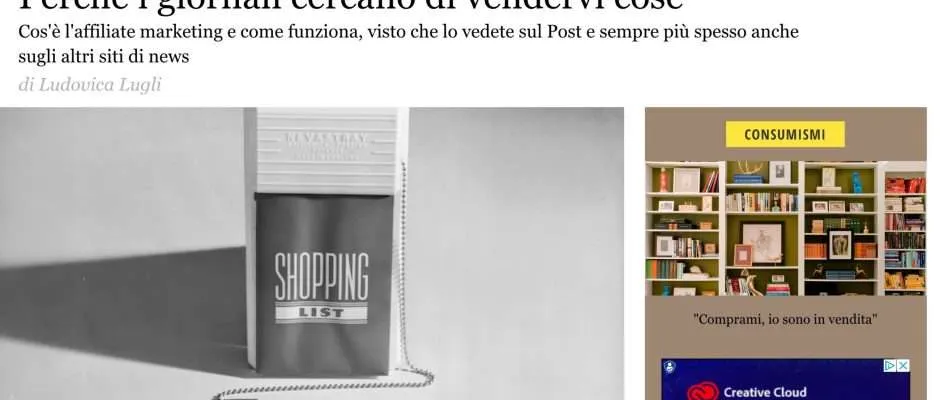 Perché i giornali cercano di vendervi cose
Cos'è l'affiliate marketing e come funziona, visto che lo vedete sul Post e sempre più spesso anche
sugli altri siti di news
di Ludovica Lugli
SHOPPING
LIST
CONSUMISMI
"Comprami, io sono in vendita"
Creative Cloud